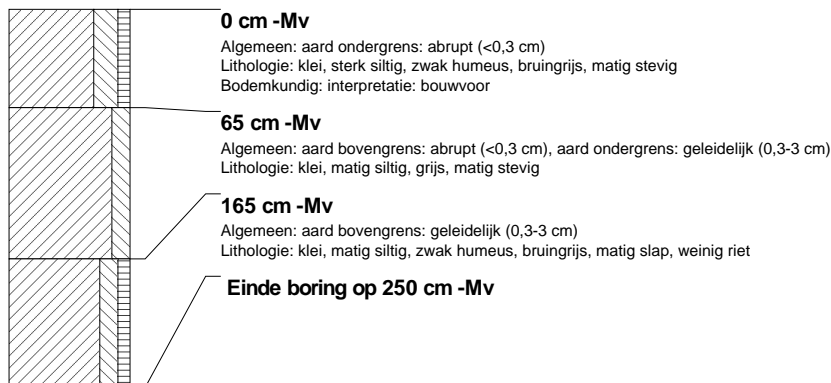 0 cm -Mv
Algemeen: aard ondergrens: abrupt (<0,3 cm)
Lithologie: klei, sterk siltig, zwak humeus, bruingrijs, matig stevig
Bodemkundig: interpretatie: bouwvoor
65 cm -Mv
Algemeen: aard bovengrens: abrupt (<0,3 cm), aard ondergrens: geleidelijk (0,3-3 cm)
Lithologie: klei, matig siltig, grijs, matig stevig
165 cm -Mv
Algemeen: aard bovengrens: geleidelijk (0,3-3 cm)
Lithologie: klei, matig siltig, zwak humeus, bruingrijs, matig slap, weinig riet
Einde boring op 250 cm -Mv